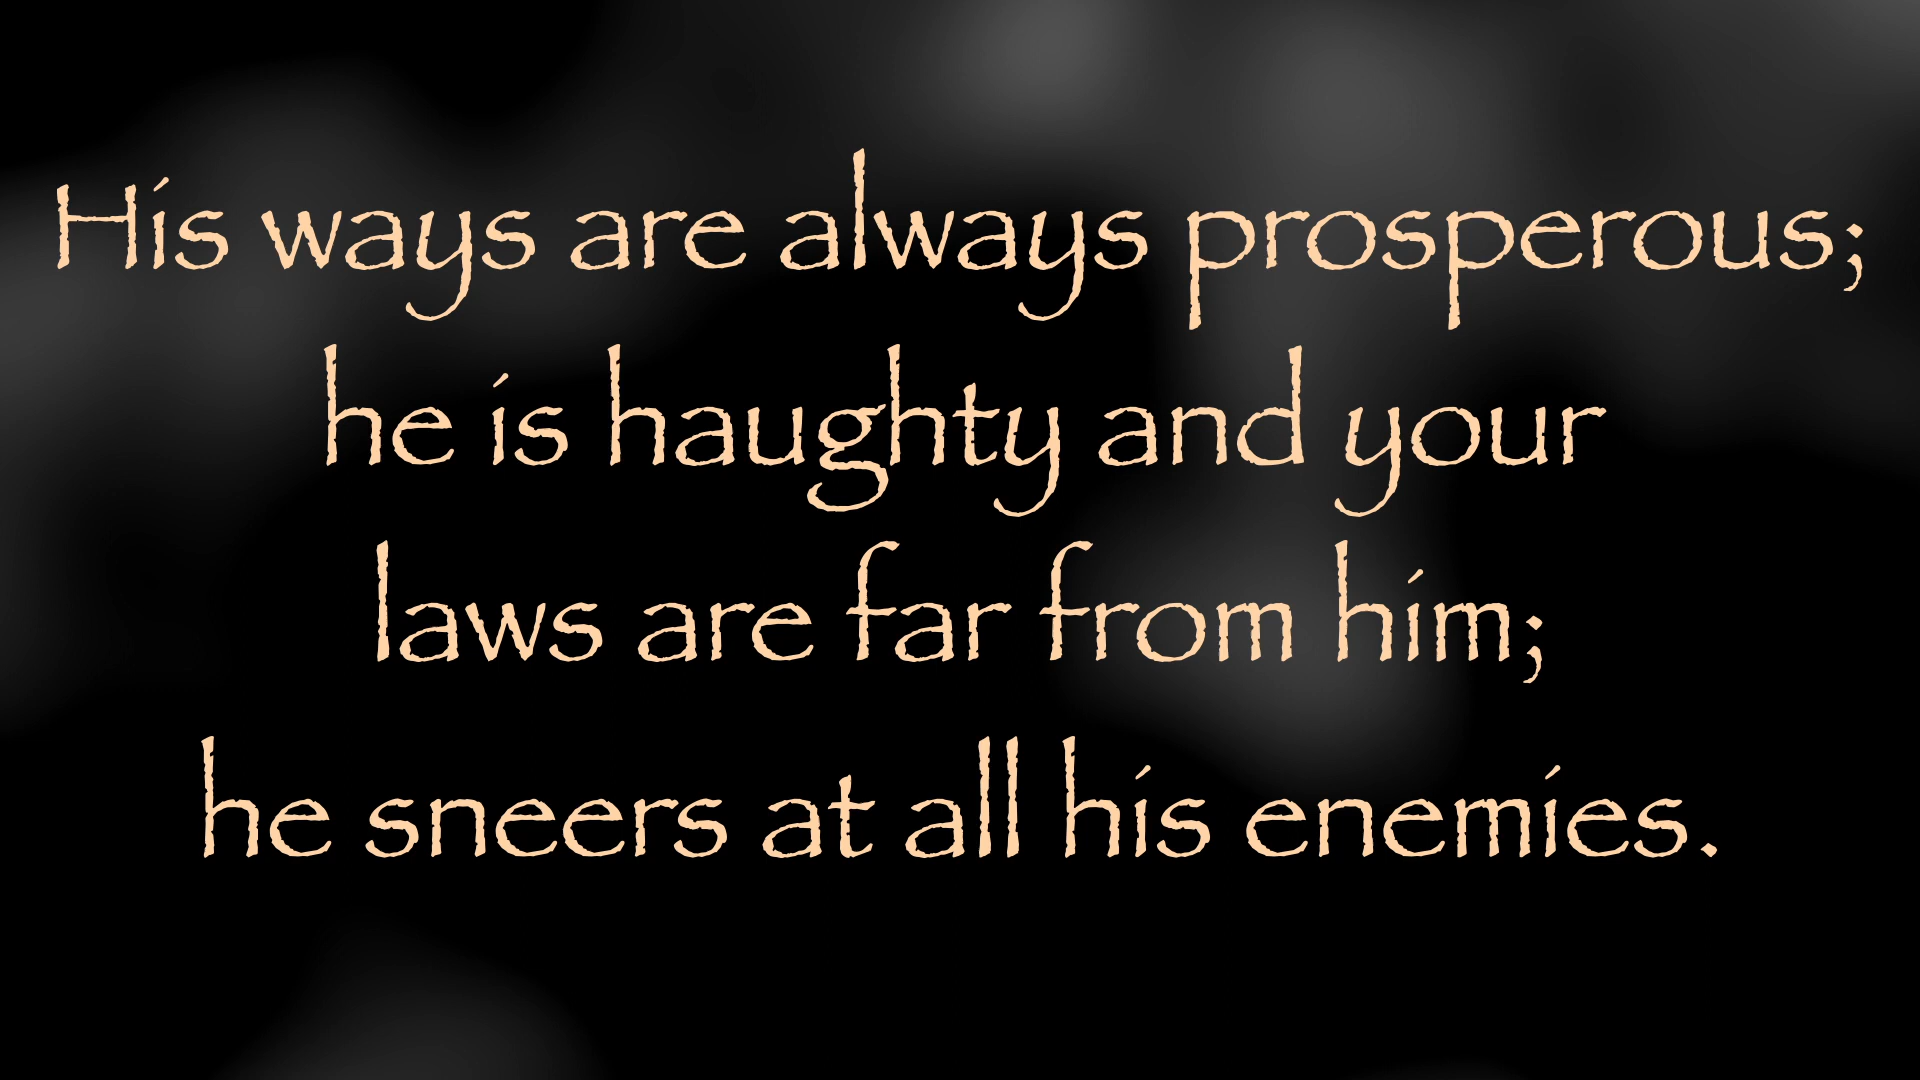 His ways are always prosperous;
he is haughty and your
laws are far from him;
he sneers at all his enemies.